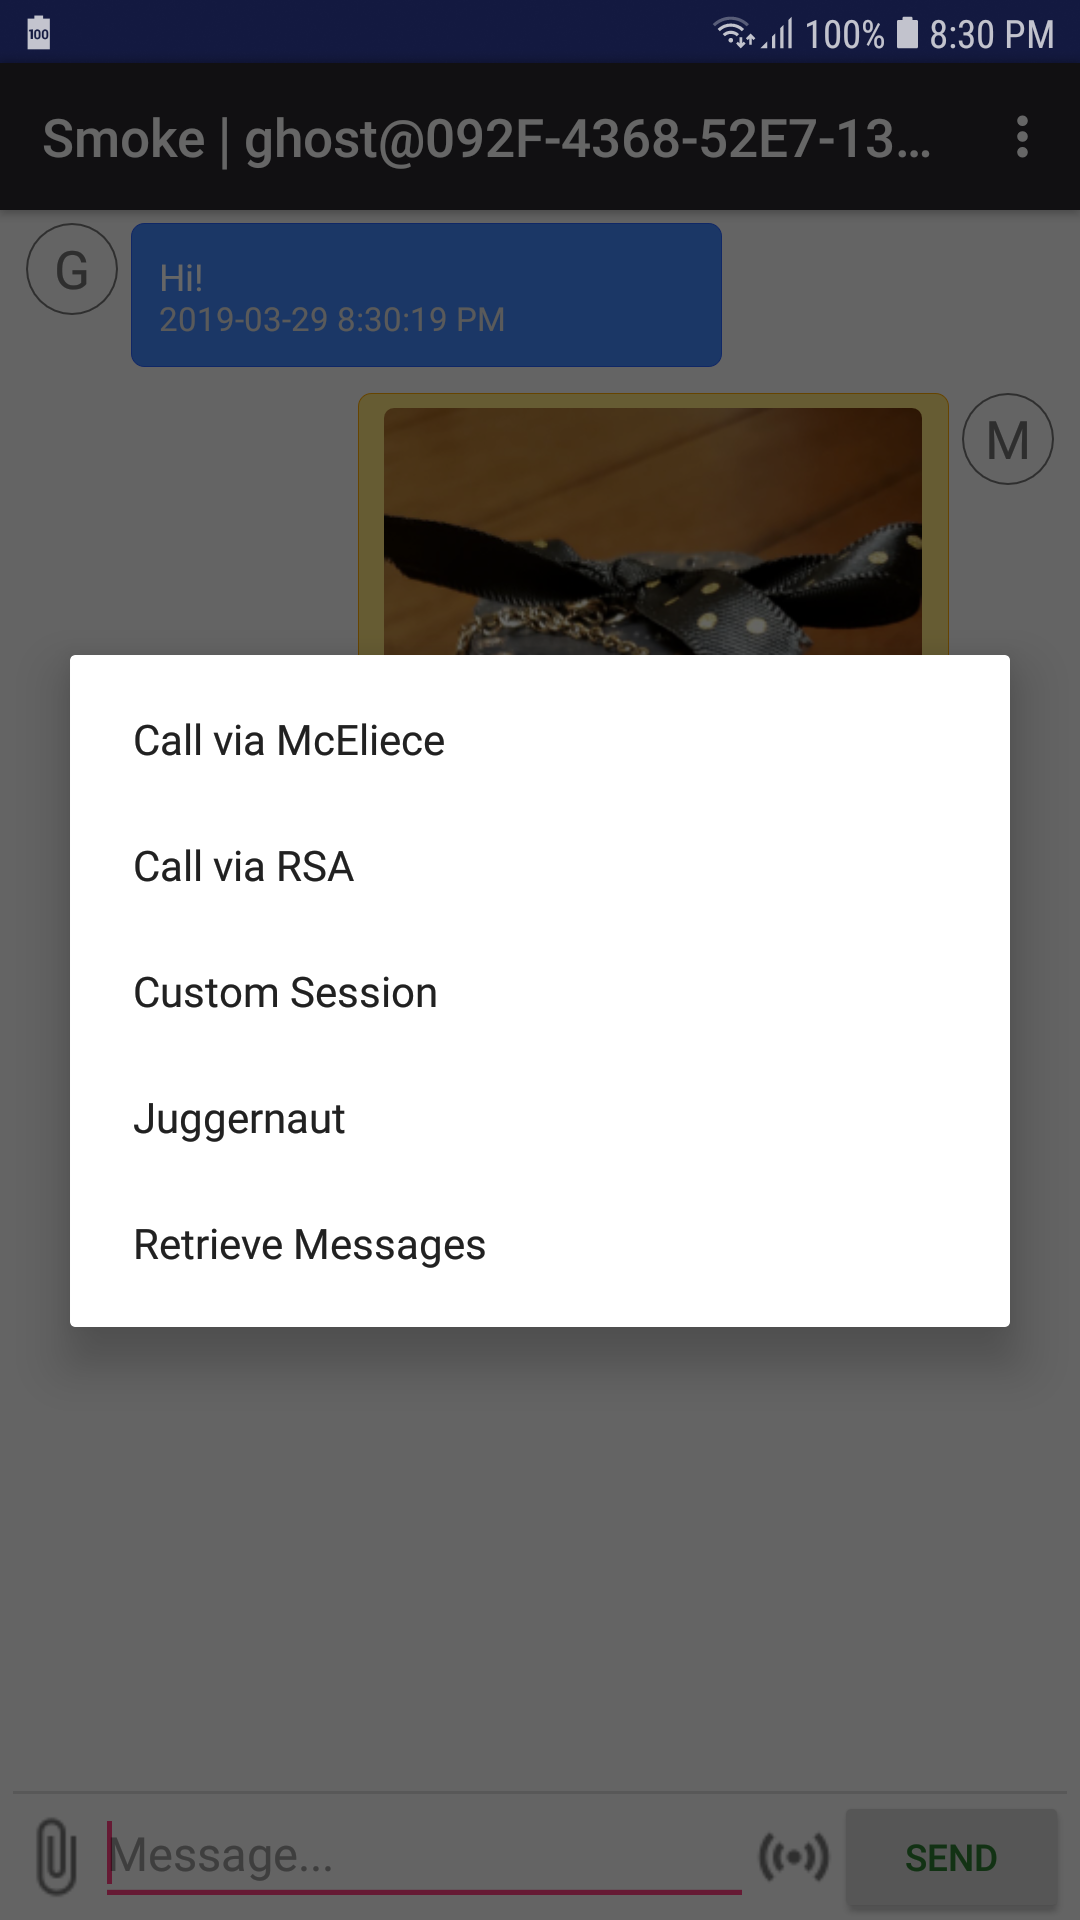 100
100% 8:30 PM
Smoke | ghost@092F-4368-52E7-13...
G
Hi!
2019-03-29 8:30:19 PM
M
Call via McEliece
Call via RSA
Custom Session
Juggernaut
Retrieve Messages
Message...
SEND